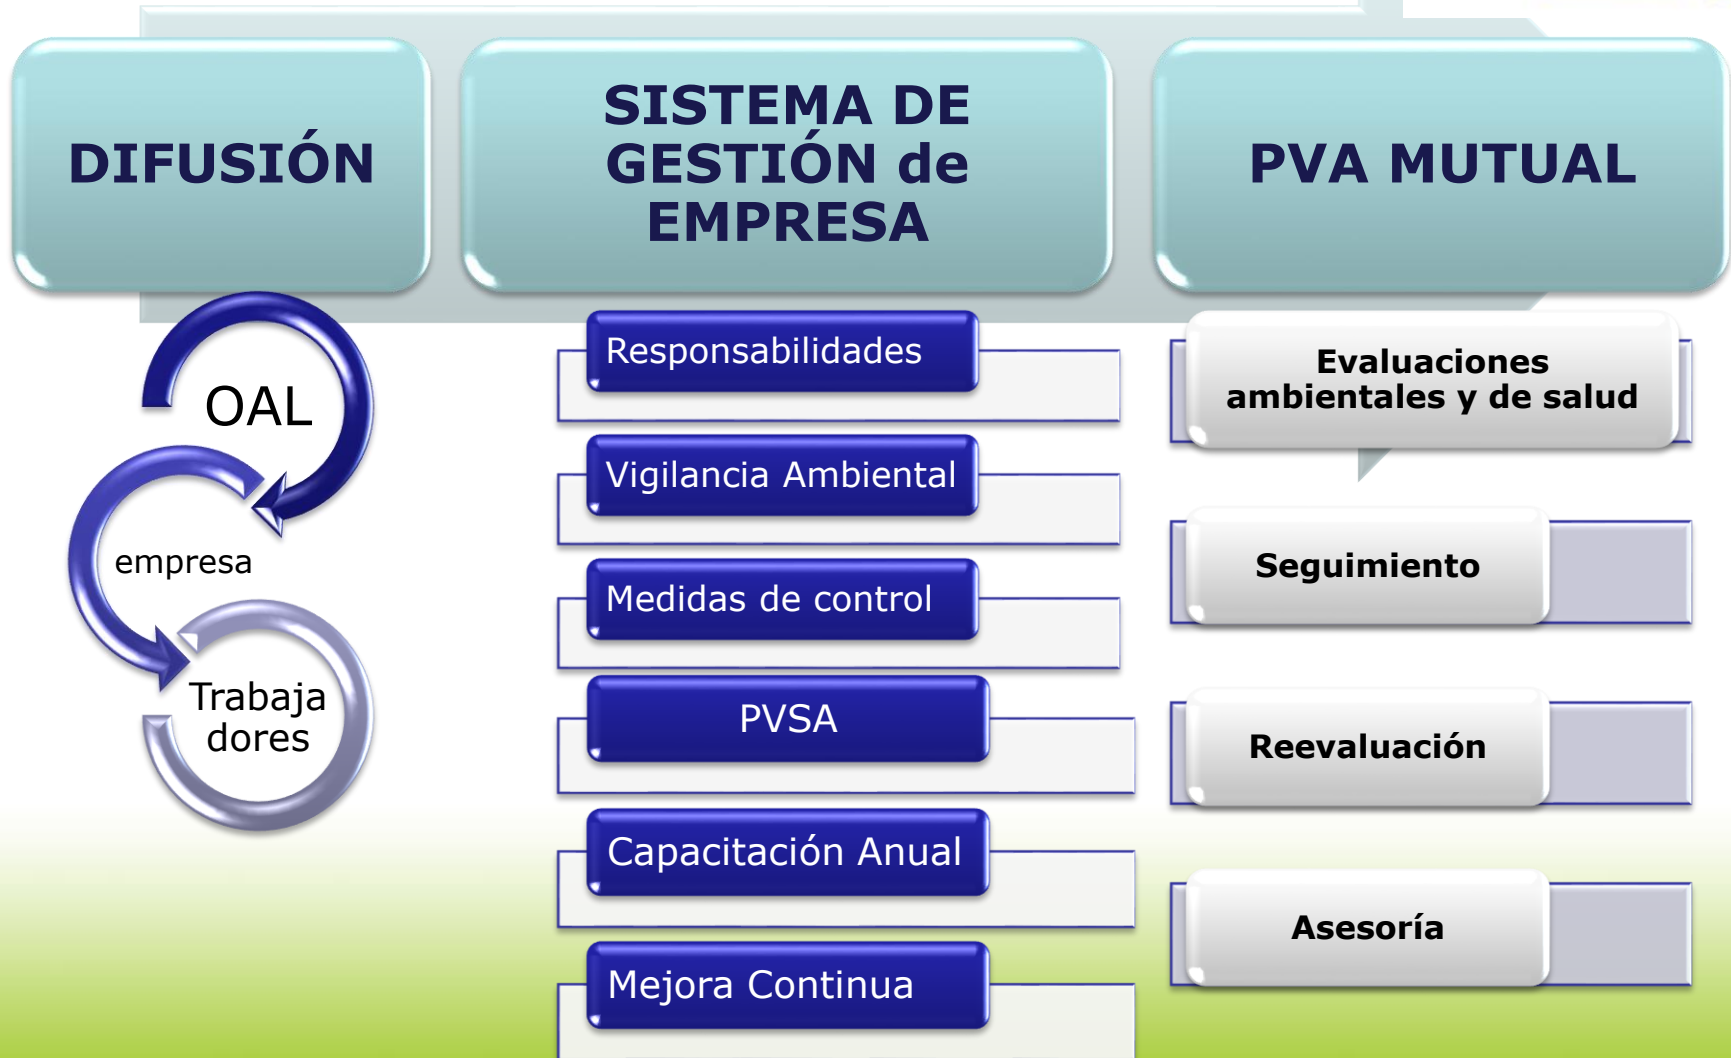 DIFUSIÓN
OAL
empresa
Trabaja
dores
SISTEMA DE
GESTIÓN de
EMPRESA
Responsabilidades
Vigilancia Ambiental
Medidas de control
PVSA
Capacitación Anual
Mejora Continua
PVA MUTUAL
Evaluaciones
ambientales y de salud
Seguimiento
Reevaluación
Asesoría